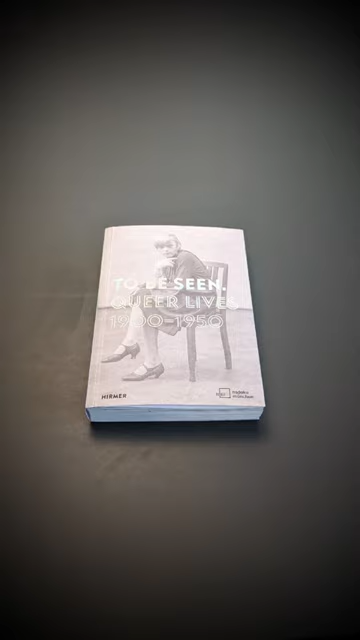 TO BE SEEN.
QUEER LIVES
1900–1950
HIRMER